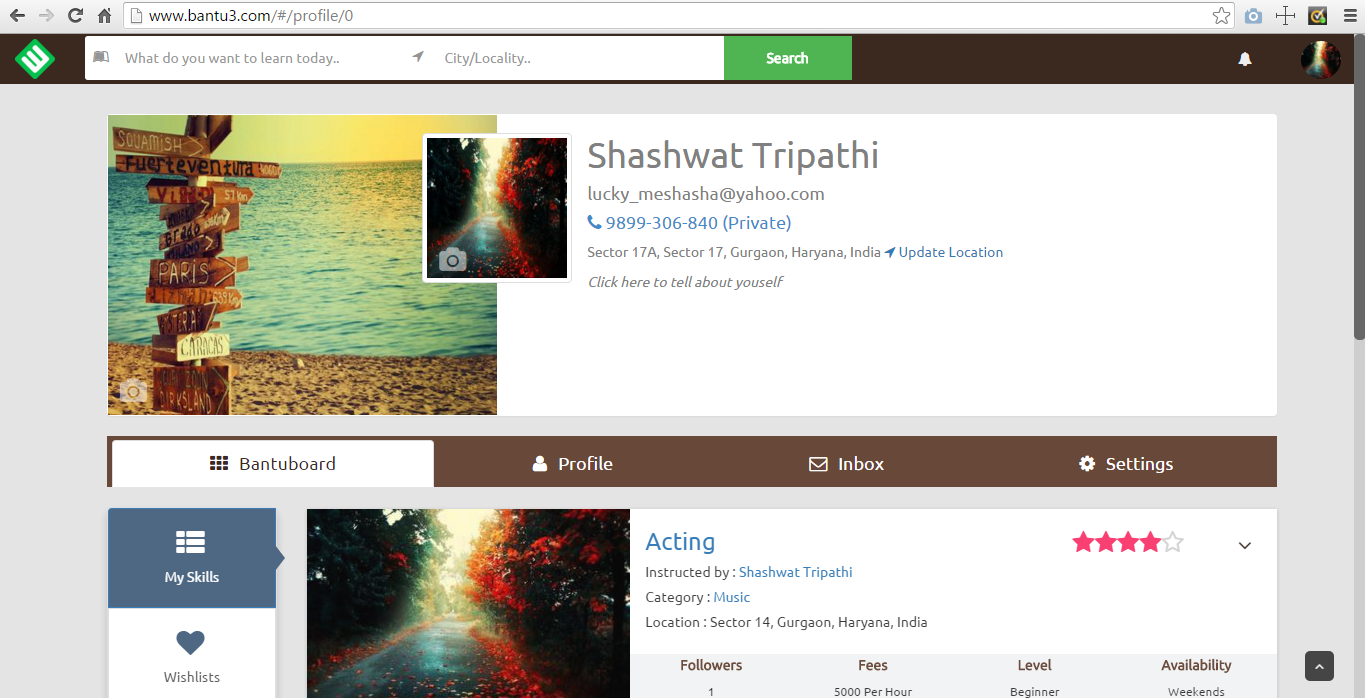 www.bantu3.com/#/profile/0
What do you want to learn today..
City/Locality..
Search
SQUAMISH
Fuerteventura
PARIS
CARACAS
Shashwat Tripathi
lucky_meshasha@yahoo.com
9899-306-840 (Private)
Sector 17A, Sector 17, Gurgaon, Haryana, India Update Location
Click here to tell about youself
Bantuboard
Profile
Inbox
Settings
My Skills
Wishlists
Acting
Instructed by : Shashwat Tripathi
Category : Music
Location : Sector 14, Gurgaon, Haryana, India
Followers Fees Level Availability
1 5000 Per Hour Beginner Weekends